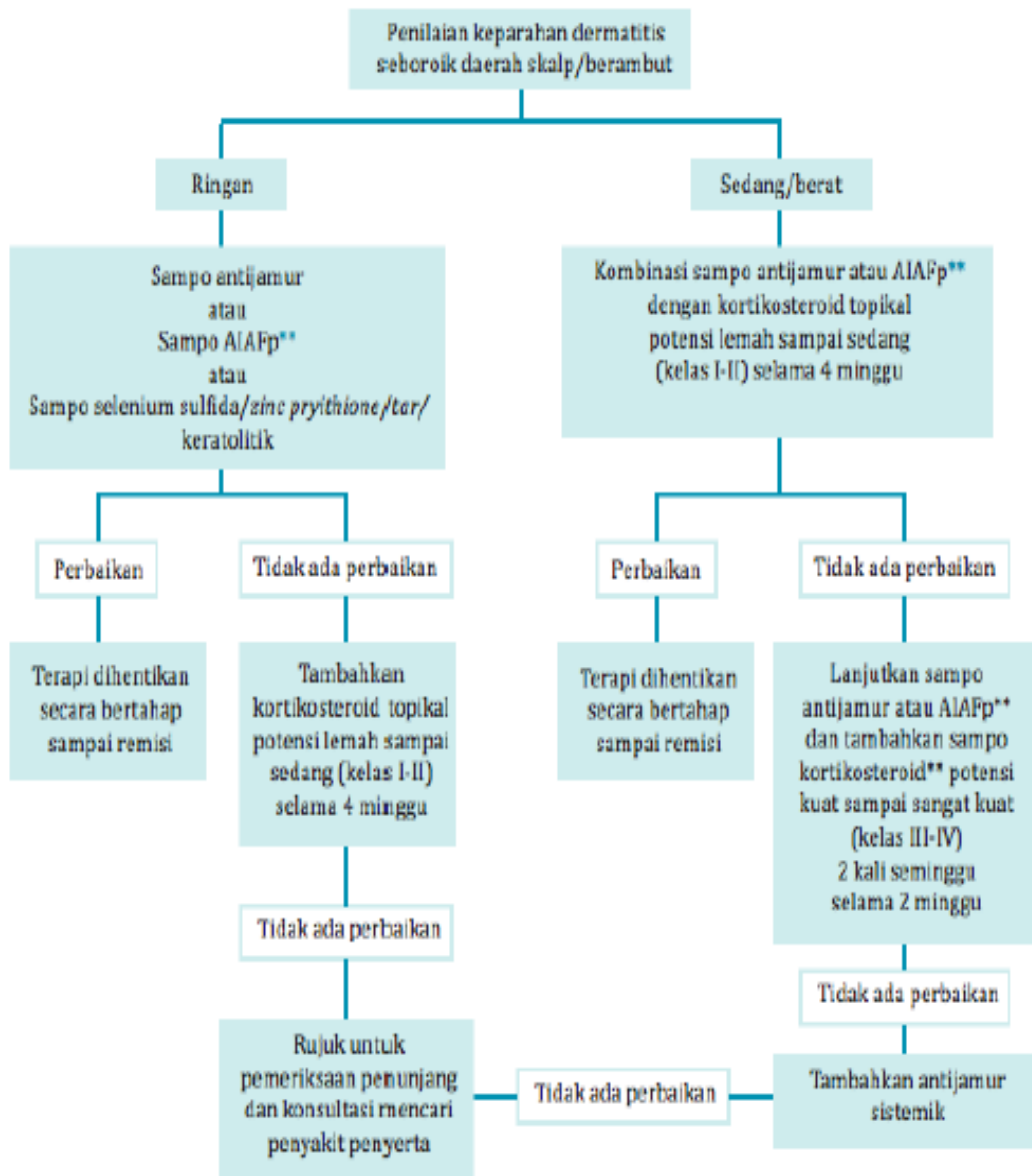 Penilaian keparahan dermatitis
seboroik daerah skalp/berambut
Ringan
Sedang/berat
Sampo antijamur
atau
Sampo AIAFp**
atau
Sampo selenium sulfida/zinc pryithione/tar/
keratolitik
Kombinasi sampo antijamur atau AIAFp**
dengan kortikosteroid topikal
potensi lemah sampai sedang
(kelas I-II) selama 4 minggu
Perbaikan
Tidak ada perbaikan
Perbaikan
Tidak ada perbaikan
Terapi dihentikan
secara bertahap
sampai remisi
Tambahkan
kortikosteroid topikal
potensi lemah sampai
sedang (kelas I-II)
selama 4 minggu
Terapi dihentikan
secara bertahap
sampai remisi
Lanjutkan sampo
antijamur atau AIAFp**
dan tambahkan sampo
kortikosteroid** potensi
kuat sampai sangat kuat
(kelas III-IV)
2 kali seminggu
selama 2 minggu
Tidak ada perbaikan
Tidak ada perbaikan
Rujuk untuk
pemeriksaan penunjang
dan konsultasi mencari
penyakit penyerta
Tidak ada perbaikan
Tambahkan antijamur
sistemik